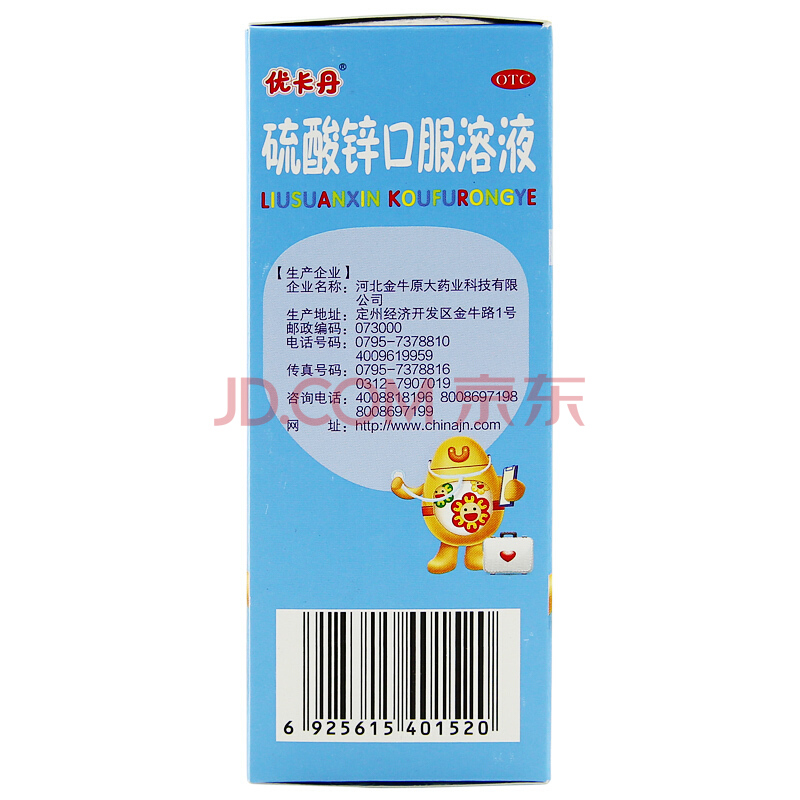 优卡丹®
OTC
硫酸锌口服溶液
LIUSUANXIN KOUFURONGYE
【生产企业】
企业名称：河北金牛原大药业科技有限
公司
生产地址：定州经济开发区金牛路1号
邮政编码：073000
电话号码：0795-7378810
4009619959
传真号码：0795-7378816
0312-7907019
咨询电话：4008818196 8008697198
8008697199
网 址：http://www.chinajn.com
JD.COM 京东
6 925615 401520